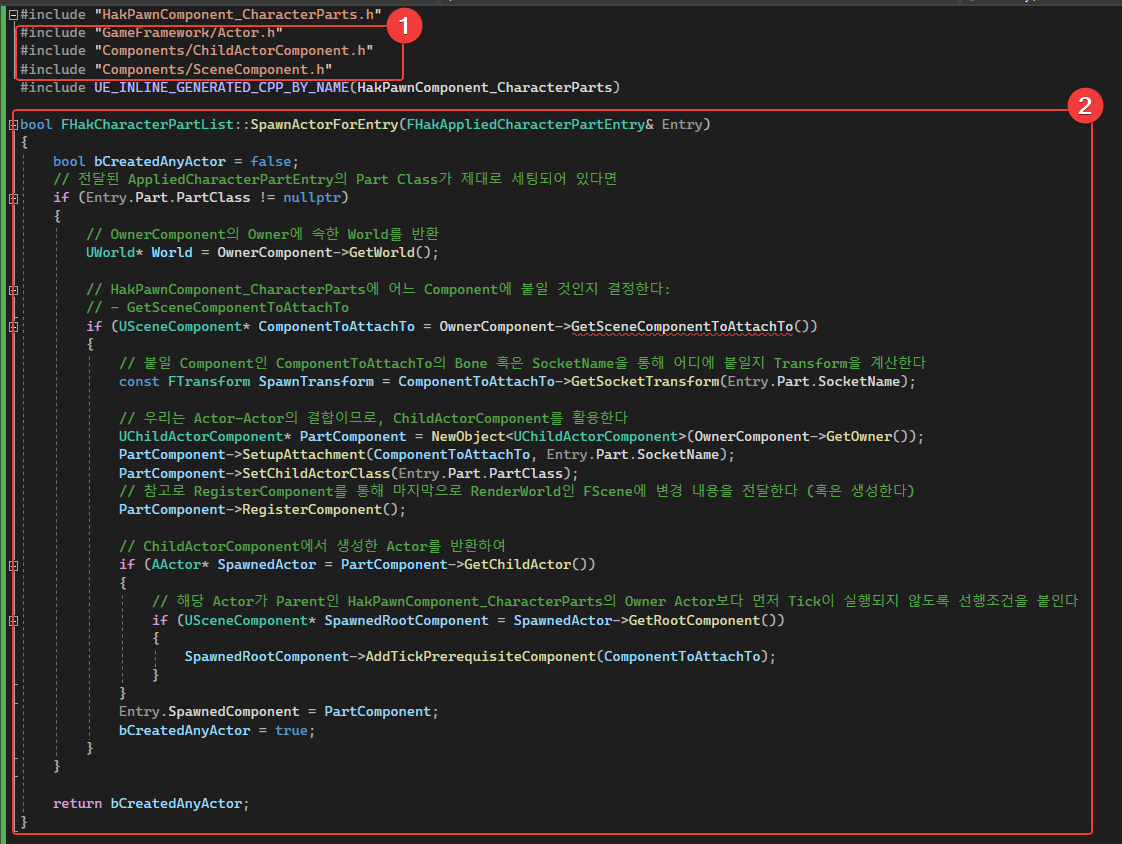 #include "HakPawnComponent_CharacterParts.h"
1
#include "GameFramework/Actor.h"
#include "Components/ChildActorComponent.h"
#include "Components/SceneComponent.h"
#include UE_INLINE_GENERATED_CPP_BY_NAME(HakPawnComponent_CharacterParts)
2
bool FHakCharacterPartList::SpawnActorForEntry(FHakAppliedCharacterPartEntry& Entry)
{
    bool bCreatedAnyActor = false;
    // 전달된 AppliedCharacterPartEntry의 Part Class가 제대로 세팅되어 있다면
    if (Entry.Part.PartClass != nullptr)
    {
        // OwnerComponent의 Owner에 속한 World를 반환
        UWorld* World = OwnerComponent->GetWorld();
        // HakPawnComponent_CharacterParts에 어느 Component에 붙일 것인지 결정한다:
        // - GetSceneComponentToAttachTo
        if (USceneComponent* ComponentToAttachTo = OwnerComponent->GetSceneComponentToAttachTo())
        {
            // 붙일 Component인 ComponentToAttachTo의 Bone 혹은 SocketName을 통해 어디에 붙일지 Transform을 계산한다
            const FTransform SpawnTransform = ComponentToAttachTo->GetSocketTransform(Entry.Part.SocketName);
            // 우리는 Actor-Actor의 결합이므로, ChildActorComponent를 활용한다
            UChildActorComponent* PartComponent = NewObject<UChildActorComponent>(OwnerComponent->GetOwner());
            PartComponent->SetupAttachment(ComponentToAttachTo, Entry.Part.SocketName);
            PartComponent->SetChildActorClass(Entry.Part.PartClass);
            // 참고로 RegisterComponent를 통해 마지막으로 RenderWorld인 FScene에 변경 내용을 전달한다 (혹은 생성한다)
            PartComponent->RegisterComponent();
            // ChildActorComponent에서 생성한 Actor를 반환하여
            if (AActor* SpawnedActor = PartComponent->GetChildActor())
            {
                // 해당 Actor가 Parent인 HakPawnComponent_CharacterParts의 Owner Actor보다 먼저 Tick이 실행되지 않도록 선행조건을 붙인다
                if (USceneComponent* SpawnedRootComponent = SpawnedActor->GetRootComponent())
                {
                    SpawnedRootComponent->AddTickPrerequisiteComponent(ComponentToAttachTo);
                }
            }
            Entry.SpawnedComponent = PartComponent;
            bCreatedAnyActor = true;
        }
    }
    return bCreatedAnyActor;
}